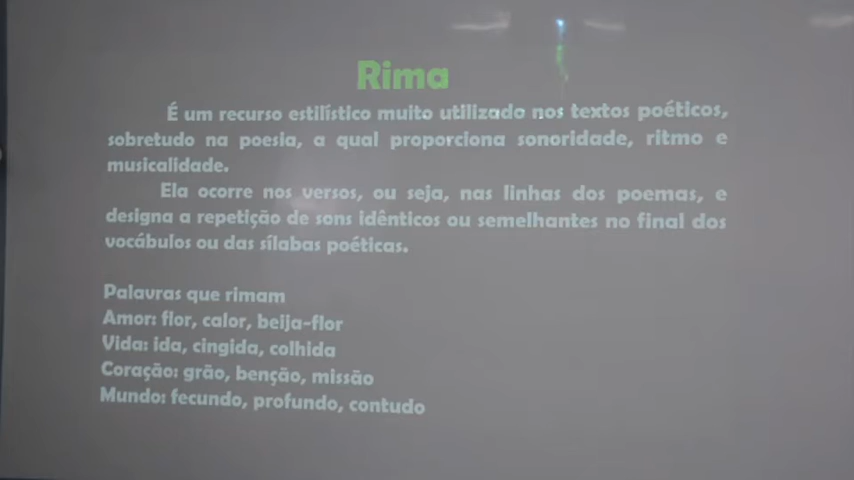 Rima
É um recurso estilístico muito utilizado nos textos poéticos,
sobretudo na poesia, a qual proporciona sonoridade, ritmo e
musicalidade.
Ela ocorre nos versos, ou seja, nas linhas dos poemas, e
designa a repetição de sons idênticos ou semelhantes no final dos
vocábulos ou das sílabas poéticas.
Palavras que rimam
Amor: flor, calor, beija-flor
Vida: ida, cingida, colhida
Coração: grão, benção, missão
Mundo: fecundo, profundo, contudo